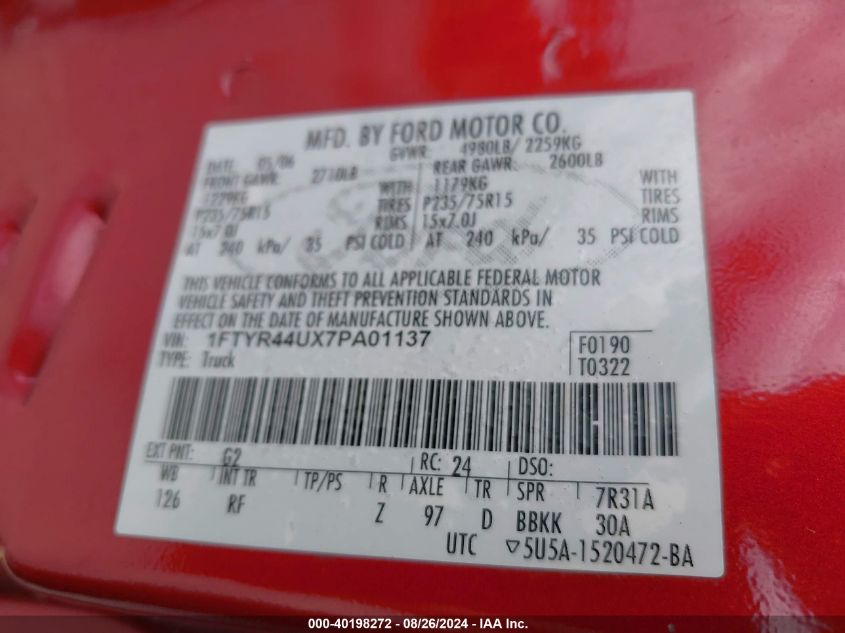 MFD. BY FORD MOTOR CO.
DATE: 05/06 GVWR: 4980LB/ 2259KG
FRONT GAWR: 2710LB REAR GAWR: 2600LB
1229KG WITH 1179KG WITH
P235/75R15 TIRES P235/75R15 TIRES
15x7.0J RIMS 15x7.0J RIMS
AT 240 kPa/ 35 PSI COLD AT 240 kPa/ 35 PSI COLD
THIS VEHICLE CONFORMS TO ALL APPLICABLE FEDERAL MOTOR
VEHICLE SAFETY AND THEFT PREVENTION STANDARDS IN
EFFECT ON THE DATE OF MANUFACTURE SHOWN ABOVE.
VIN: 1FTYR44UX7PA01137 F0190
TYPE: Truck T0322
EXT PNT: G2 RC: 24 DSO:
WB INT TR TP/PS R AXLE TR SPR 7R31A
126 RF Z 97 D BBKK 30A
UTC ▽5U5A-1520472-BA
000-40198272 - 08/26/2024 - IAA Inc.